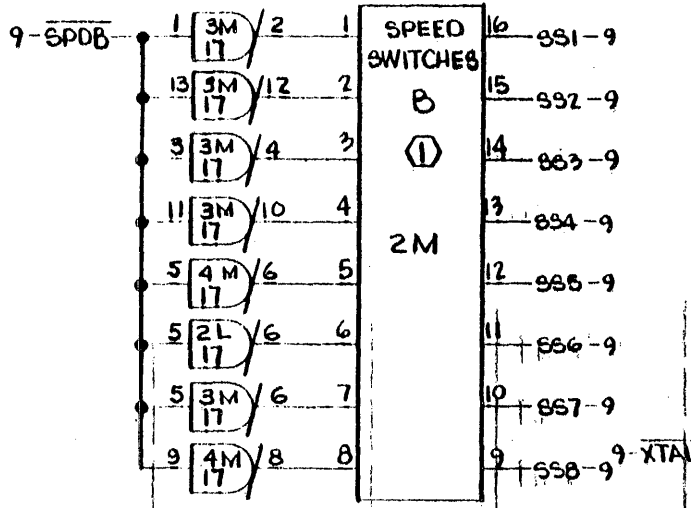 9-SPDB 1 3M 17 2 1 SPEED SWITCHES B 1 2M 16 SS1-9
13 3M 17 12 2 15 SS2-9
3 3M 17 4 3 14 SS3-9
11 3M 17 10 4 13 SS4-9
5 4M 17 6 5 12 SS5-9
5 2L 17 6 6 11 SS6-9
5 3M 17 6 7 10 SS7-9
9 4M 17 8 8 9 SS8-9 9-XTA